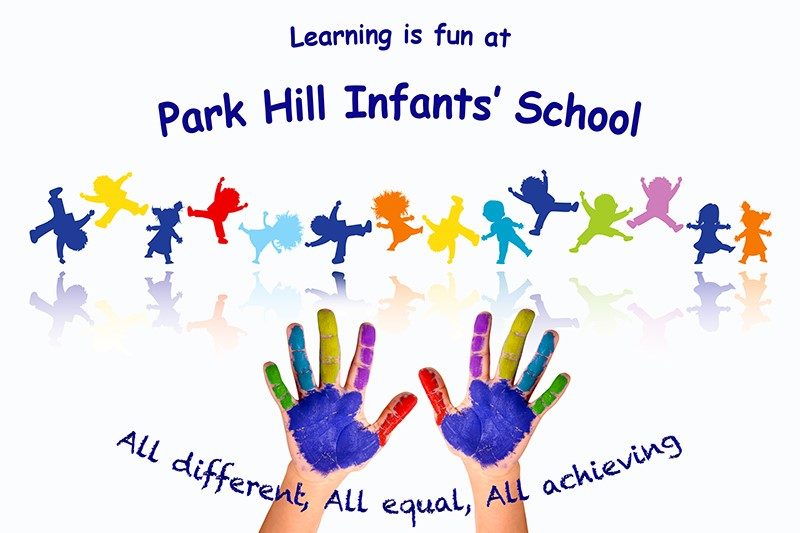 Learning is fun at
Park Hill Infants' School
All different, All equal, All achieving